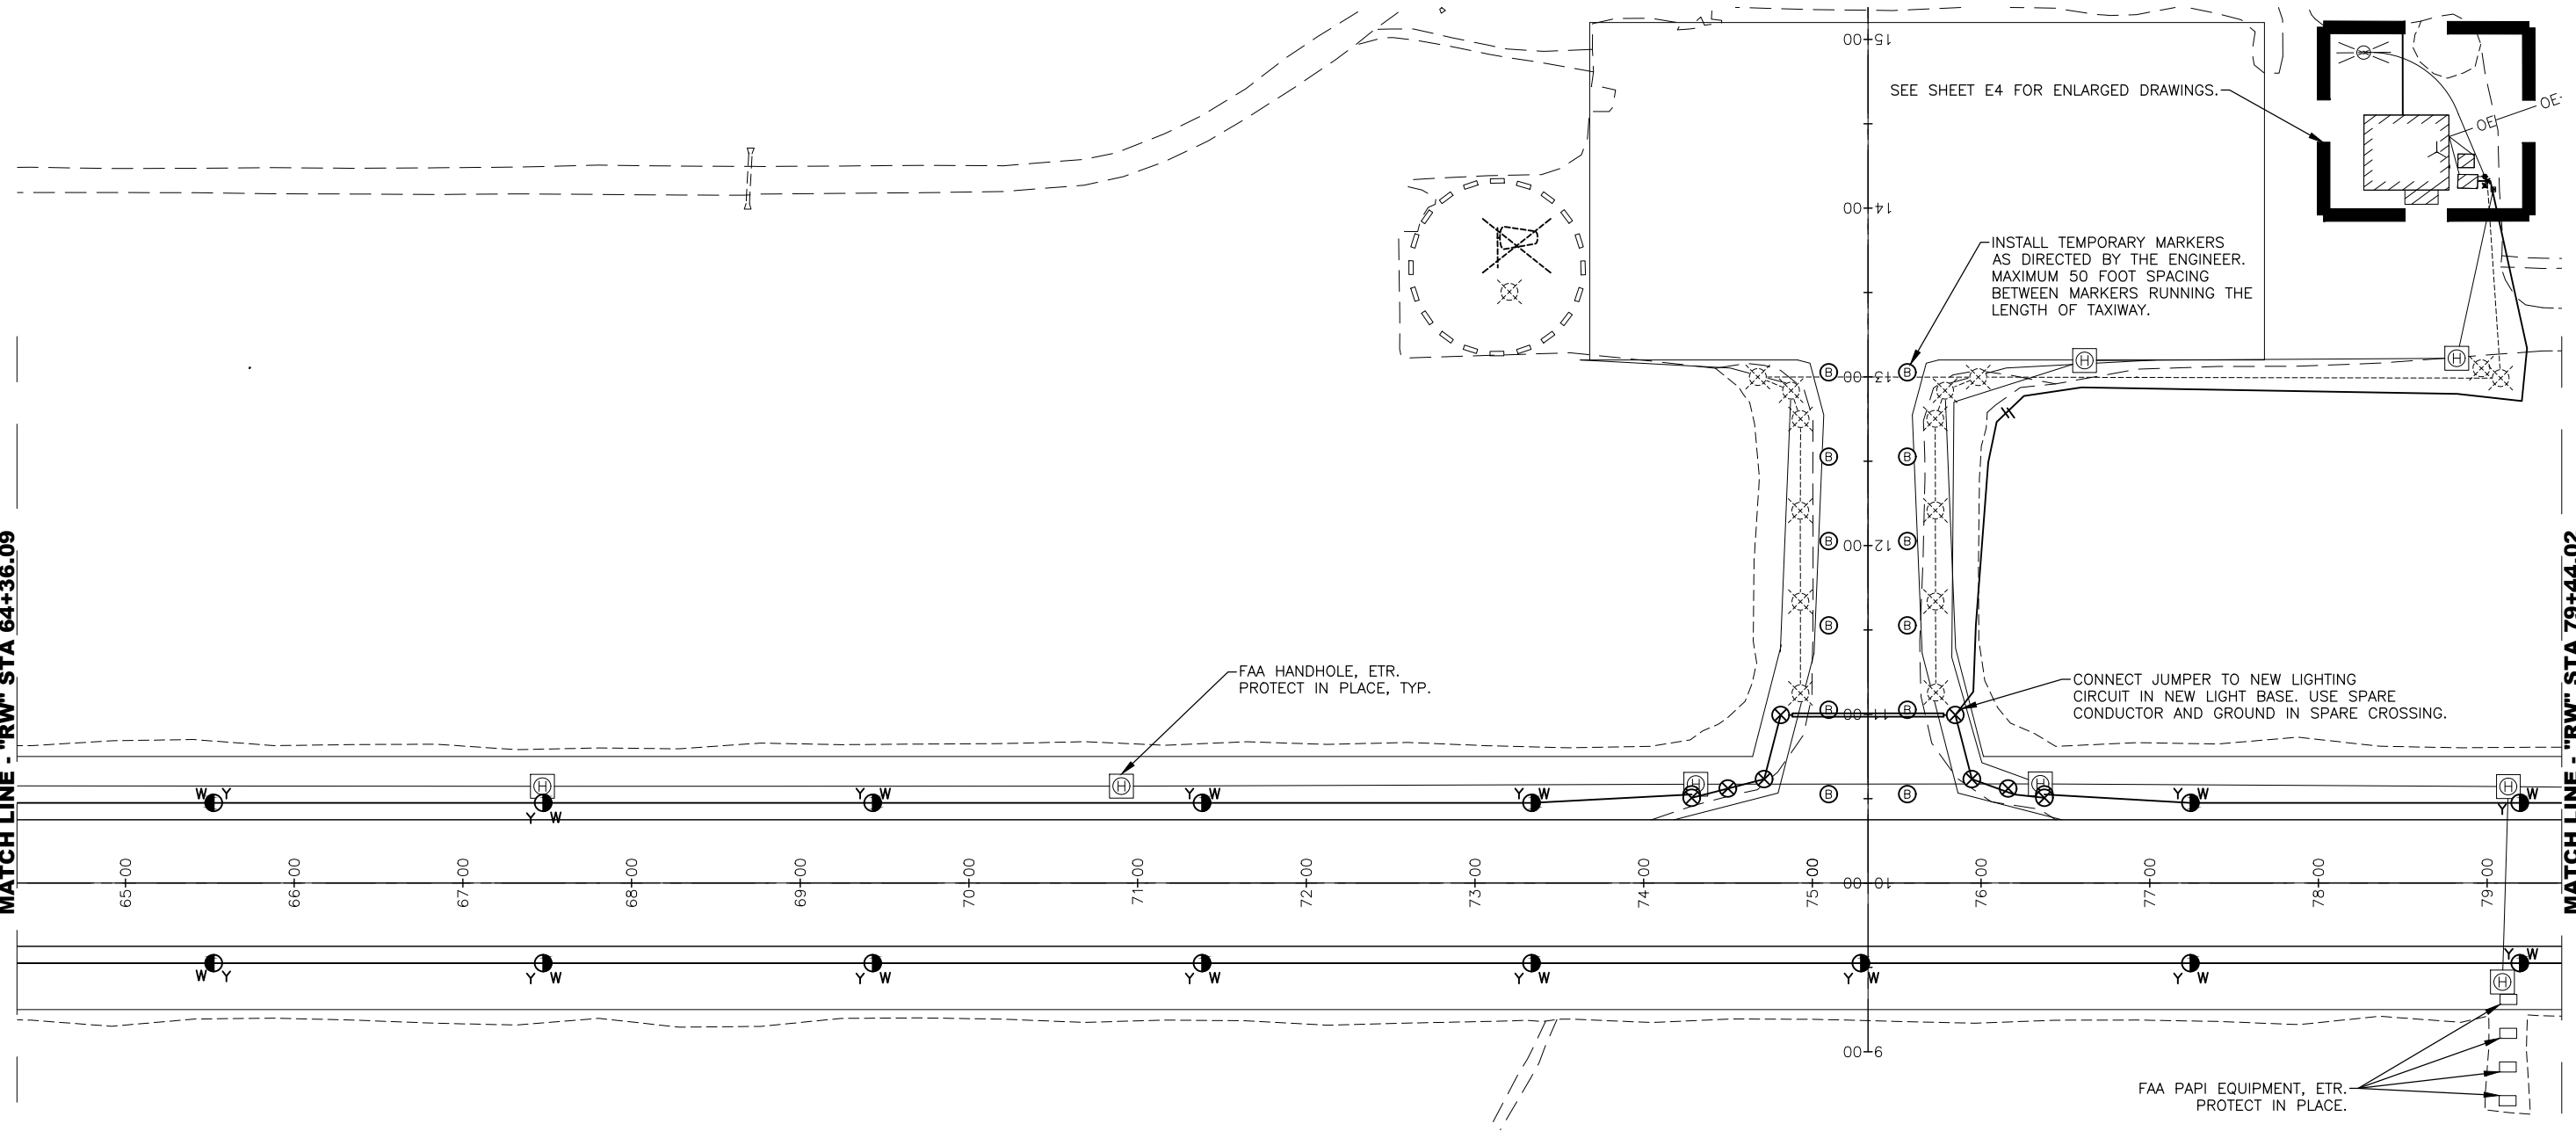 15+00
SEE SHEET E4 FOR ENLARGED DRAWINGS.
OE
OE
14+00
INSTALL TEMPORARY MARKERS
AS DIRECTED BY THE ENGINEER.
MAXIMUM 50 FOOT SPACING
BETWEEN MARKERS RUNNING THE
LENGTH OF TAXIWAY.
H H
B 13+00 B
B B
B 12+00 B
B B
MATCH LINE - "RW" STA 64+36.09
MATCH LINE - "RW" STA 79+44.02
FAA HANDHOLE, ETR.
PROTECT IN PLACE, TYP.
CONNECT JUMPER TO NEW LIGHTING
CIRCUIT IN NEW LIGHT BASE. USE SPARE
CONDUCTOR AND GROUND IN SPARE CROSSING.
B 11+00 B
H H H H H
W Y Y W Y W Y W Y W B B Y W Y W
65+00 66+00 67+00 68+00 69+00 70+00 71+00 72+00 73+00 74+00 75+00 10+00 76+00 77+00 78+00 79+00
W Y Y W Y W Y W Y W Y W Y W Y W
H
9+00
FAA PAPI EQUIPMENT, ETR.
PROTECT IN PLACE.